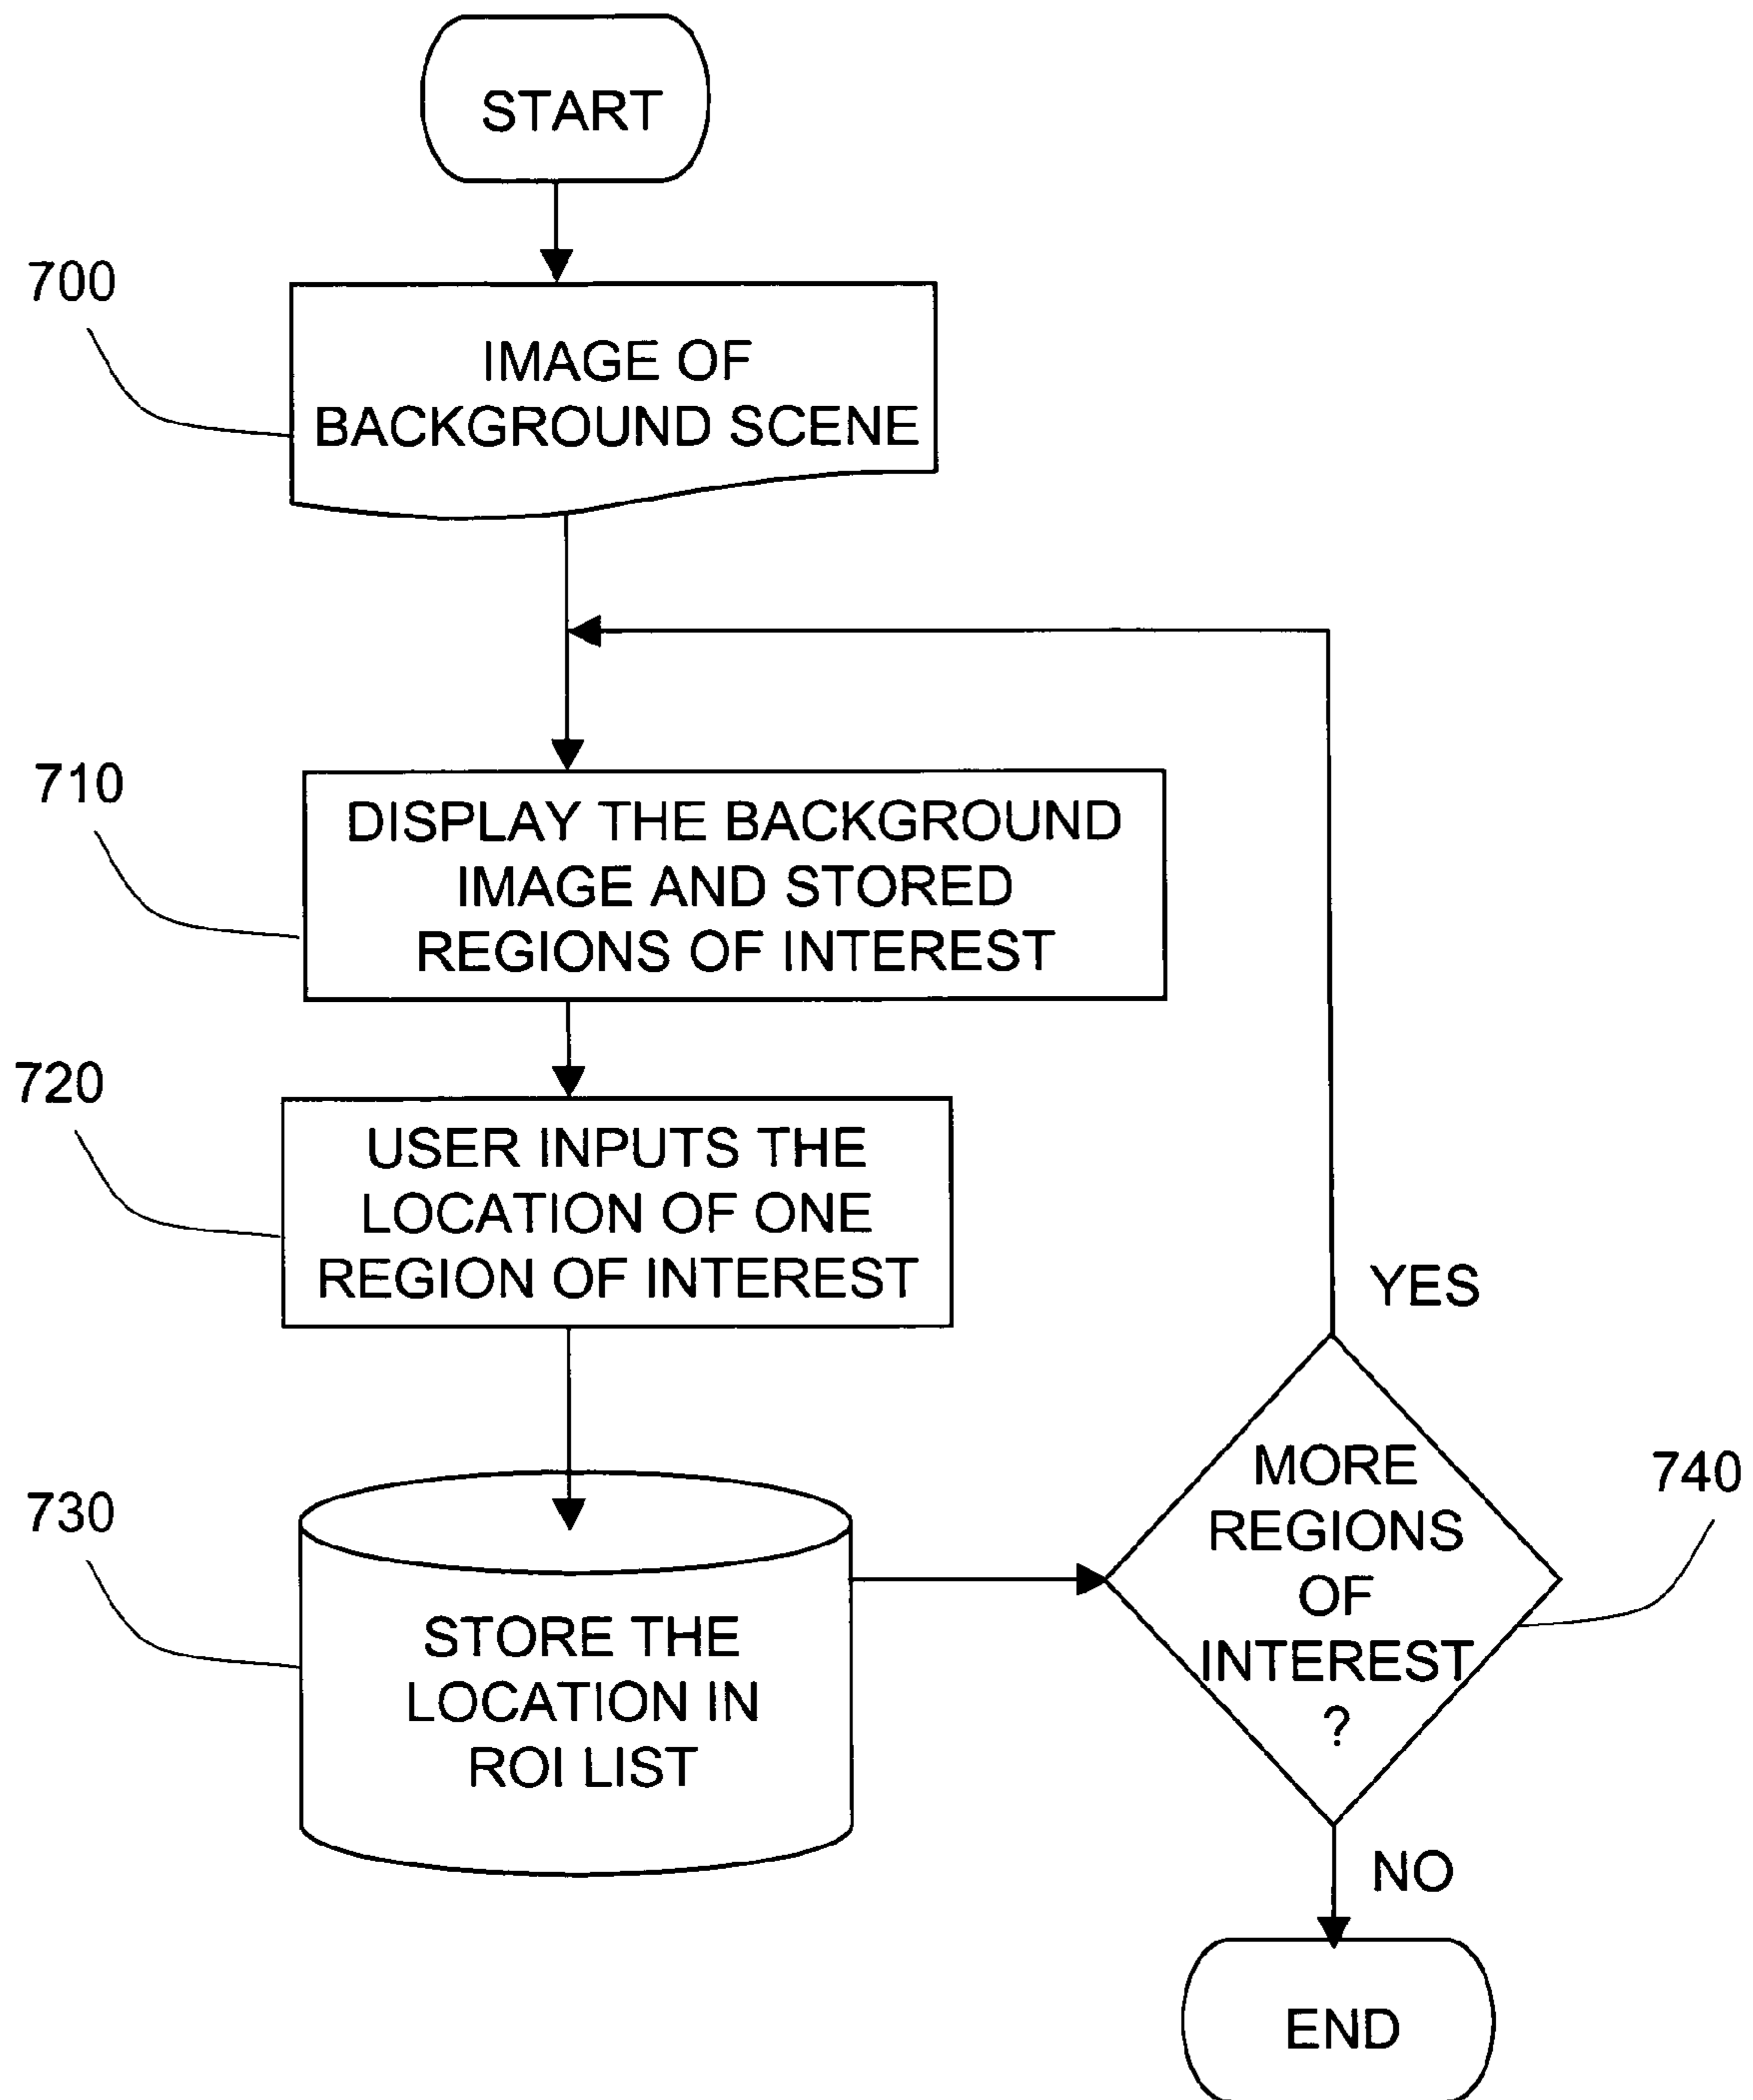 START
700
IMAGE OF
BACKGROUND SCENE
710
DISPLAY THE BACKGROUND
IMAGE AND STORED
REGIONS OF INTEREST
720
USER INPUTS THE
LOCATION OF ONE
REGION OF INTEREST
YES
730
STORE THE
LOCATION IN
ROI LIST
MORE
REGIONS
OF
INTEREST
?
740
NO
END